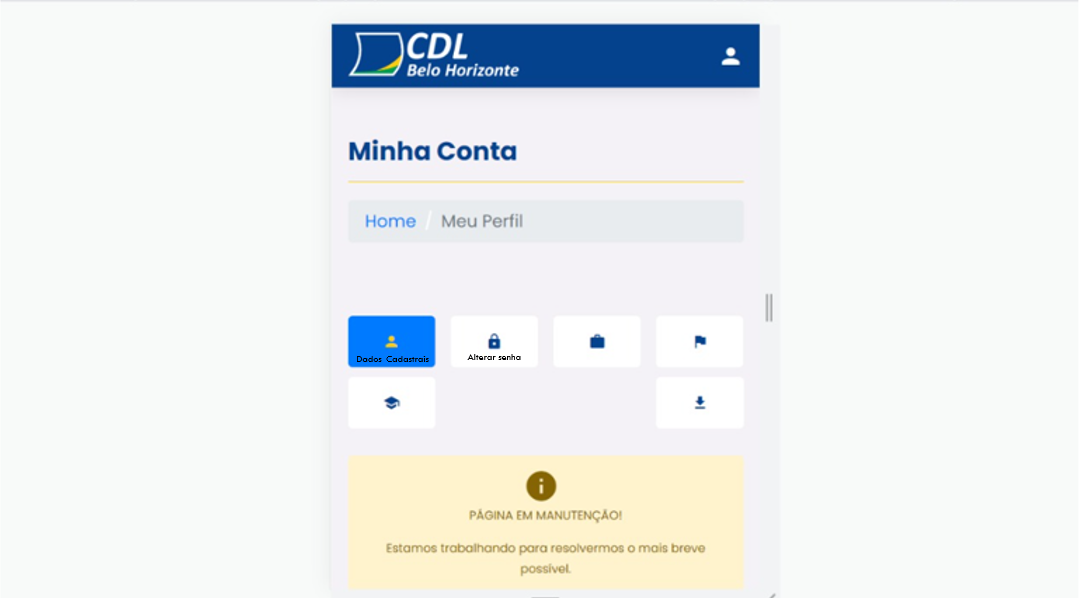 CDL
Belo Horizonte
Minha Conta
Home / Meu Perfil
Dados Cadastrais
Alterar senha
PÁGINA EM MANUTENÇÃO!
Estamos trabalhando para resolvermos o mais breve
possível.